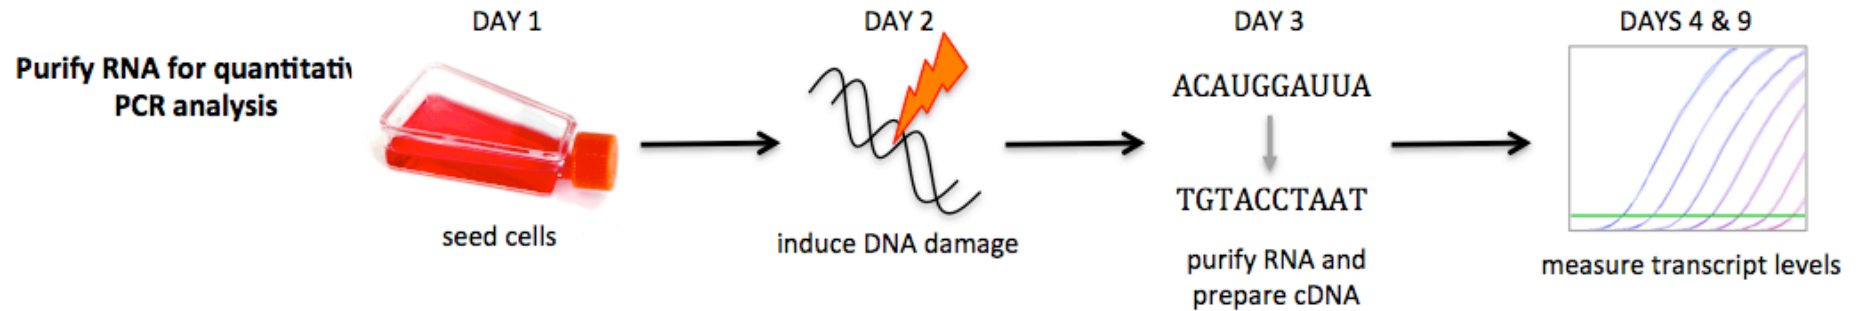 DAY 1
DAY 2
DAY 3
DAYS 4 & 9
Purify RNA for quantitativ
PCR analysis
ACAUGGAUUA
TGTACCTAAT
seed cells
induce DNA damage
purify RNA and
prepare cDNA
measure transcript levels